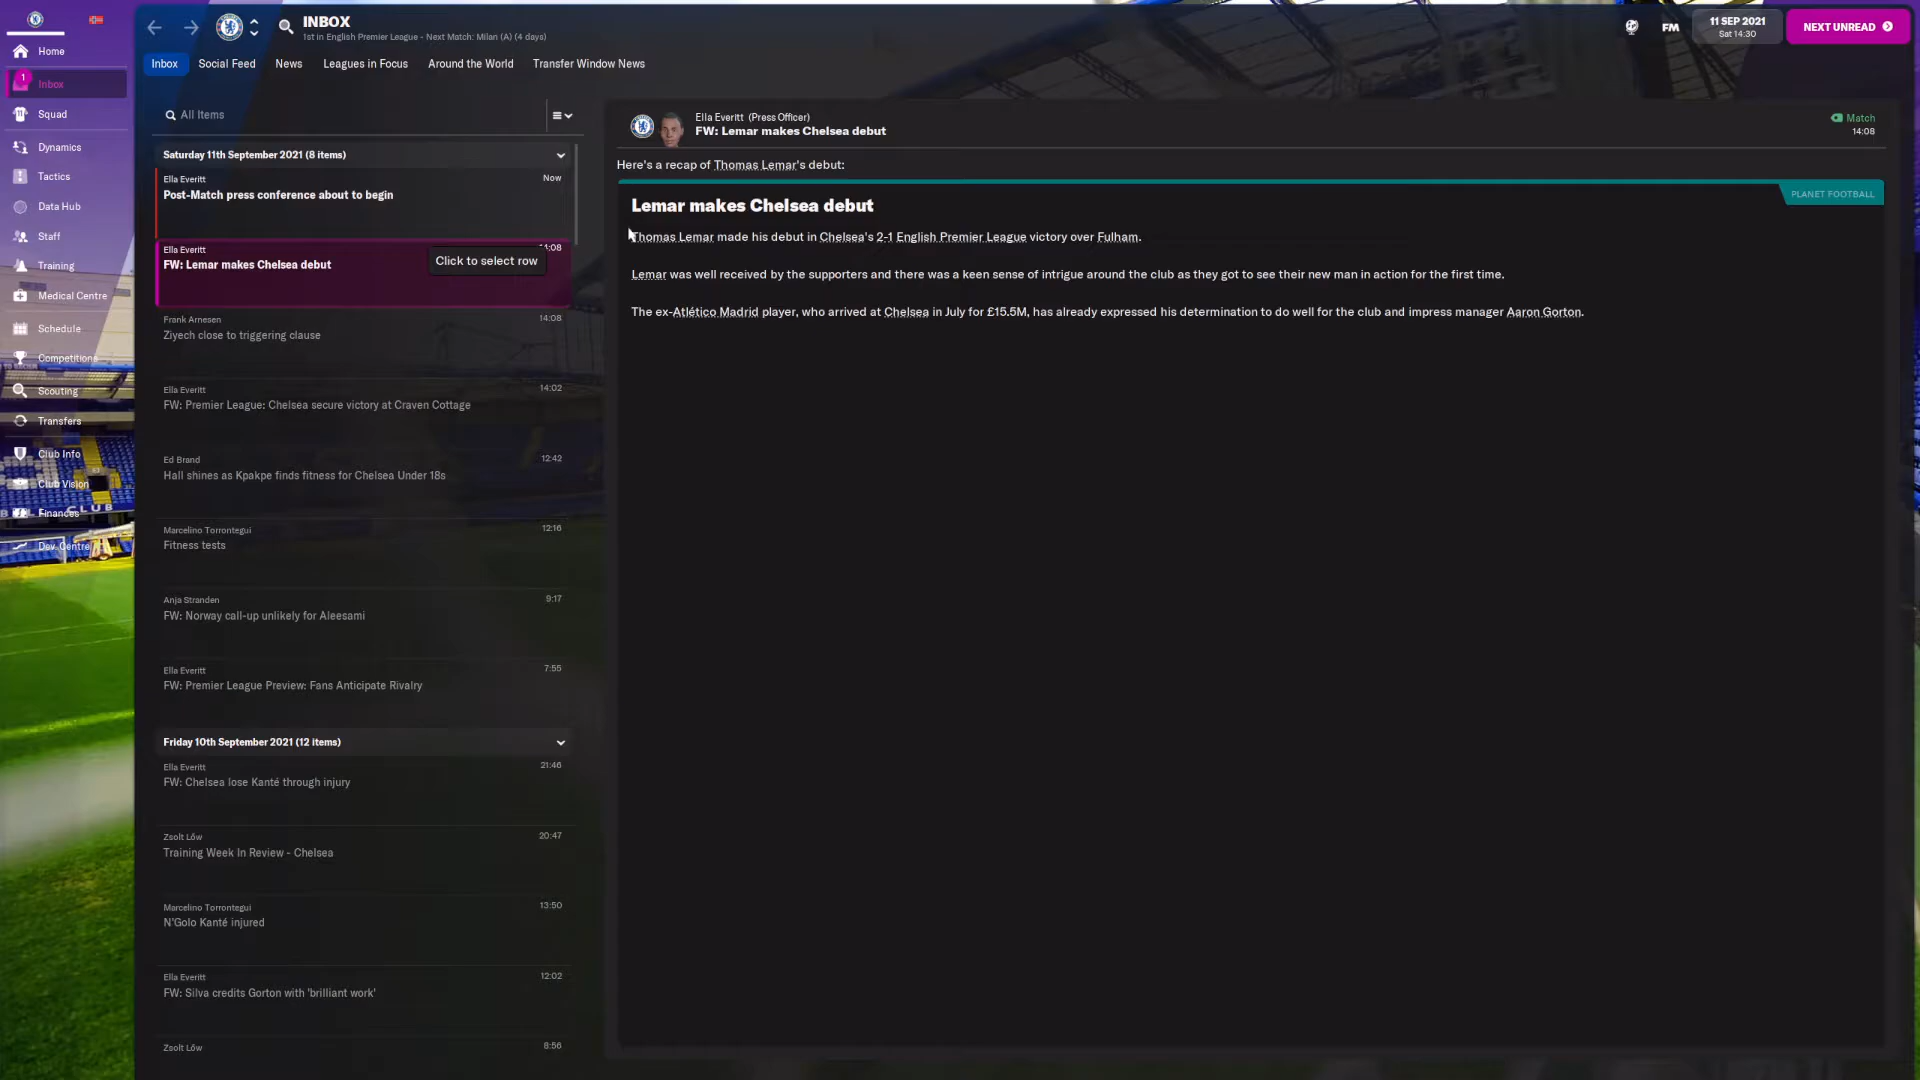 INBOX
1st in English Premier League - Next Match: Milan (A) (4 days)
FM
11 SEP 2021
Sat 14:30
NEXT UNREAD
Home
1
Inbox
Squad
Dynamics
Tactics
Data Hub
Staff
Training
Medical Centre
Schedule
Competitions
Scouting
Transfers
Club Info
Club Vision
Finances
Dev. Centre
Inbox
Social Feed
News
Leagues in Focus
Around the World
Transfer Window News
All Items
Saturday 11th September 2021 (8 items)
Ella Everitt
Now
Post-Match press conference about to begin
Ella Everitt
14:08
FW: Lemar makes Chelsea debut
Click to select row
Frank Arnesen
14:08
Ziyech close to triggering clause
Ella Everitt
14:02
FW: Premier League: Chelsea secure victory at Craven Cottage
Ed Brand
12:42
Hall shines as Kpakpe finds fitness for Chelsea Under 18s
Marcelino Torrontegui
12:16
Fitness tests
Anja Stranden
9:17
FW: Norway call-up unlikely for Aleesami
Ella Everitt
7:55
FW: Premier League Preview: Fans Anticipate Rivalry
Friday 10th September 2021 (12 items)
Ella Everitt
21:46
FW: Chelsea lose Kanté through injury
Zsolt Lőw
20:47
Training Week In Review - Chelsea
Marcelino Torrontegui
13:50
N'Golo Kanté injured
Ella Everitt
12:02
FW: Silva credits Gorton with 'brilliant work'
Zsolt Lőw
8:56
Ella Everitt (Press Officer)
FW: Lemar makes Chelsea debut
Match
14:08
Here's a recap of Thomas Lemar's debut:
PLANET FOOTBALL
Lemar makes Chelsea debut
Thomas Lemar made his debut in Chelsea's 2-1 English Premier League victory over Fulham.
Lemar was well received by the supporters and there was a keen sense of intrigue around the club as they got to see their new man in action for the first time.
The ex-Atlético Madrid player, who arrived at Chelsea in July for £15.5M, has already expressed his determination to do well for the club and impress manager Aaron Gorton.